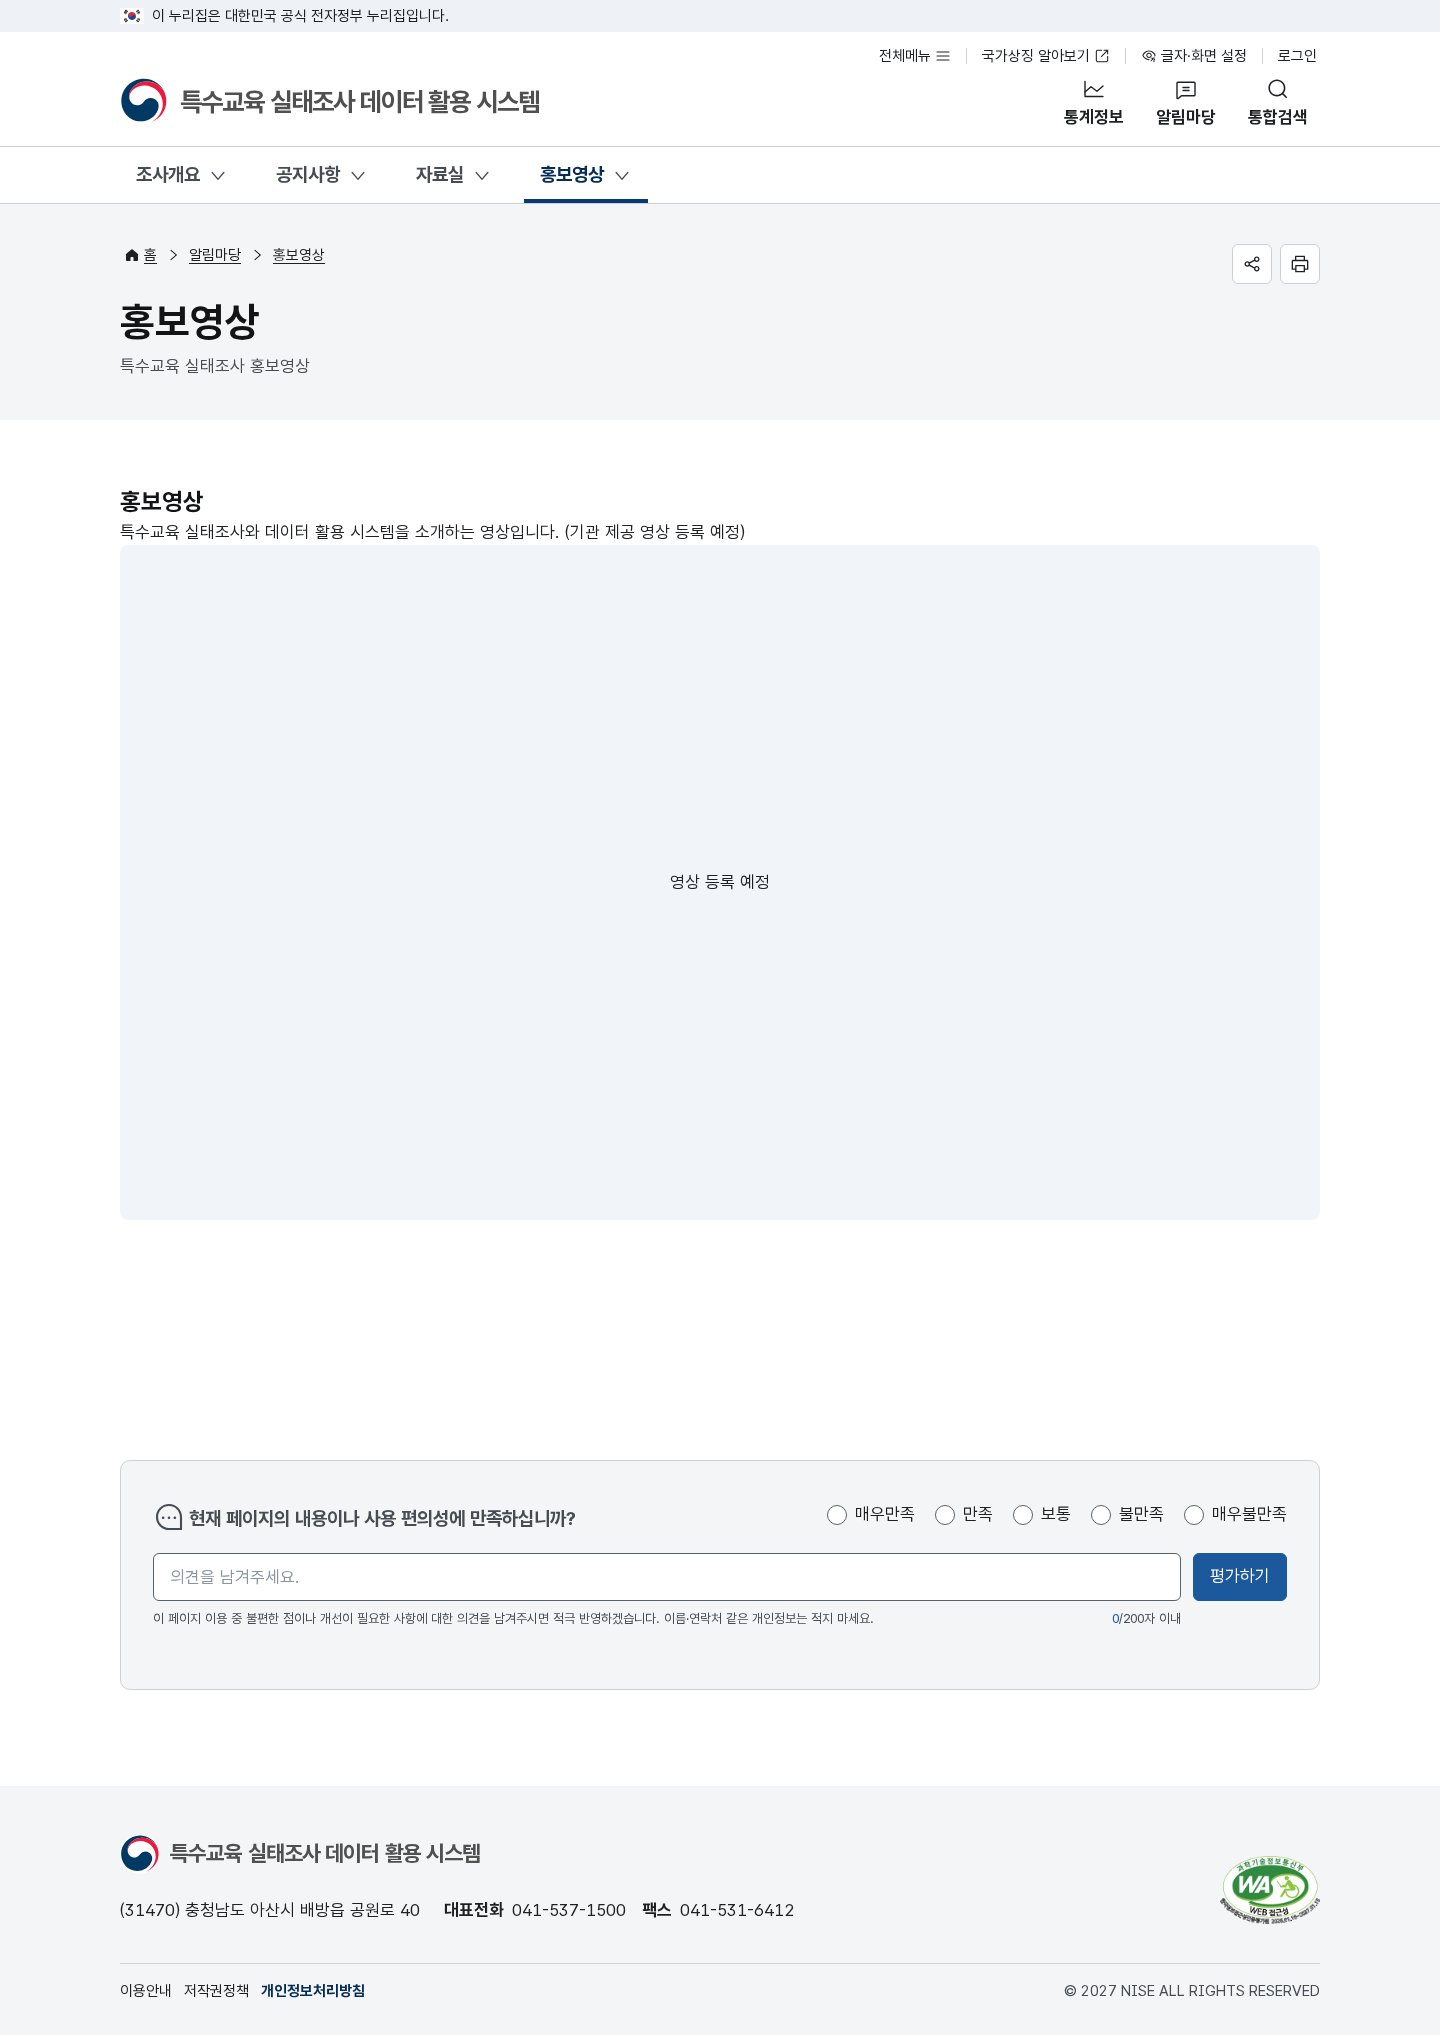 이 누리집은 대한민국 공식 전자정부 누리집입니다.
전체메뉴 국가상징 알아보기 글자·화면 설정 로그인
특수교육 실태조사 데이터 활용 시스템
통계정보 알림마당 통합검색
조사개요 공지사항 자료실 홍보영상
홈 알림마당 홍보영상
홍보영상
특수교육 실태조사 홍보영상
홍보영상
특수교육 실태조사와 데이터 활용 시스템을 소개하는 영상입니다. (기관 제공 영상 등록 예정)
영상 등록 예정
현재 페이지의 내용이나 사용 편의성에 만족하십니까?
매우만족 만족 보통 불만족 매우불만족
의견을 남겨주세요.
평가하기
이 페이지 이용 중 불편한 점이나 개선이 필요한 사항에 대한 의견을 남겨주시면 적극 반영하겠습니다. 이름·연락처 같은 개인정보는 적지 마세요.
0/200자 이내
특수교육 실태조사 데이터 활용 시스템
(31470) 충청남도 아산시 배방읍 공원로 40 대표전화 041-537-1500 팩스 041-531-6412
과학기술정보통신부
WA
WEB 접근성
이용안내 저작권정책 개인정보처리방침
© 2027 NISE ALL RIGHTS RESERVED